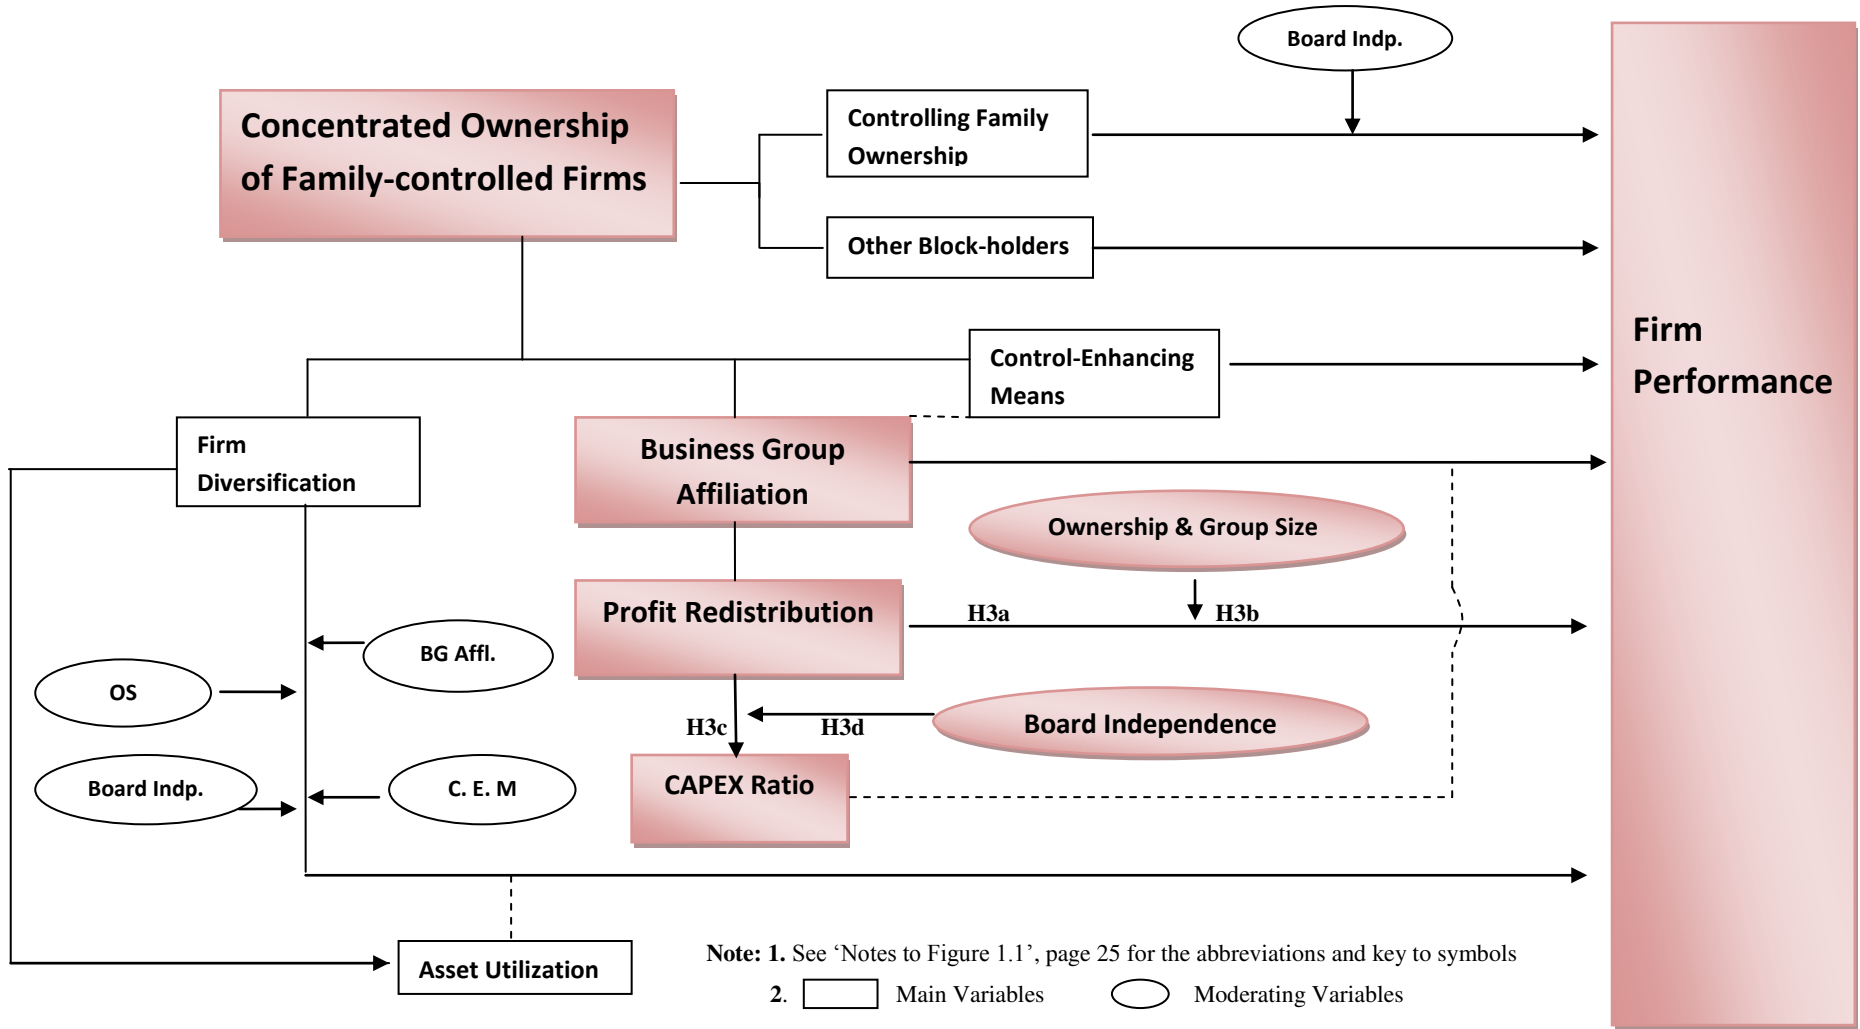 Board Indp.
Concentrated Ownership
of Family-controlled Firms
Controlling Family
Ownership
Other Block-holders
Firm
Performance
Control-Enhancing
Means
Firm
Diversification
Business Group
Affiliation
Ownership & Group Size
Profit Redistribution
H3a
H3b
BG Affl.
OS
H3c
H3d
Board Independence
CAPEX Ratio
Board Indp.
C. E. M
Asset Utilization
Note: 1. See ‘Notes to Figure 1.1’, page 25 for the abbreviations and key to symbols
2. Main Variables Moderating Variables